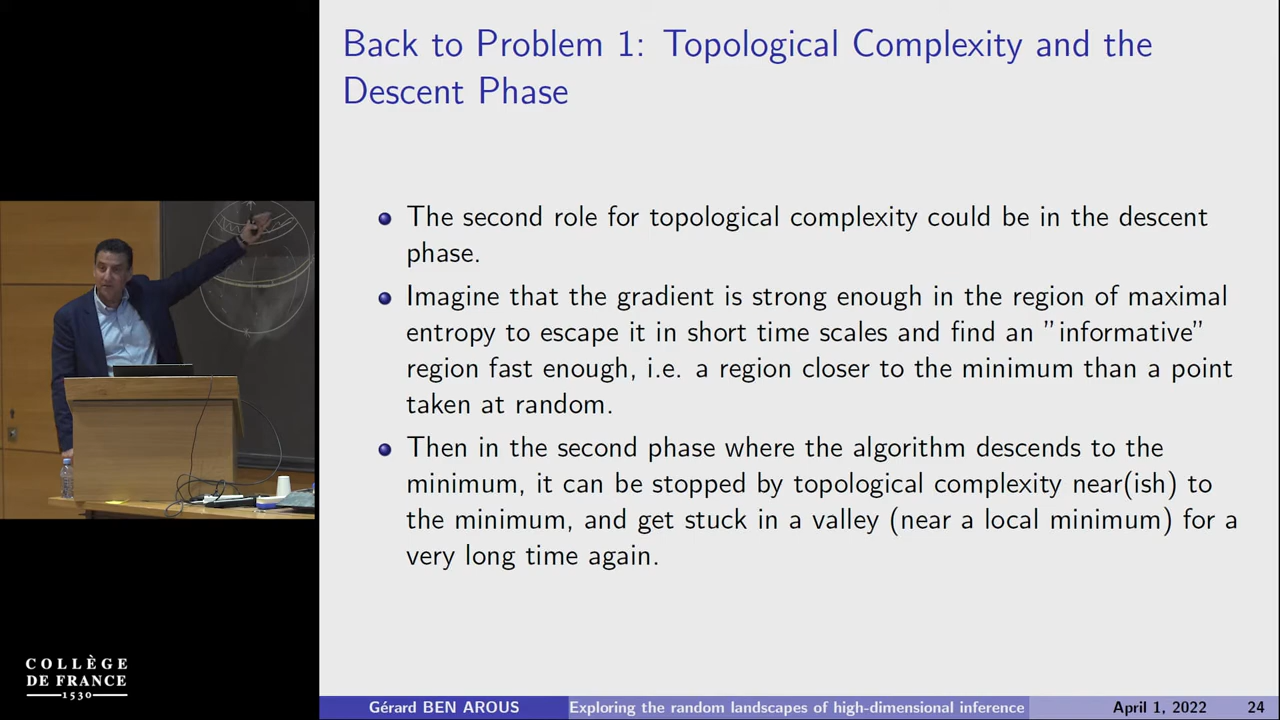 Back to Problem 1: Topological Complexity and the
Descent Phase
The second role for topological complexity could be in the descent
phase.
Imagine that the gradient is strong enough in the region of maximal
entropy to escape it in short time scales and find an "informative"
region fast enough, i.e. a region closer to the minimum than a point
taken at random.
Then in the second phase where the algorithm descends to the
minimum, it can be stopped by topological complexity near(ish) to
the minimum, and get stuck in a valley (near a local minimum) for a
very long time again.
COLLÈGE
DE FRANCE
1530
Gérard BEN AROUS Exploring the random landscapes of high-dimensional inference April 1, 2022 24